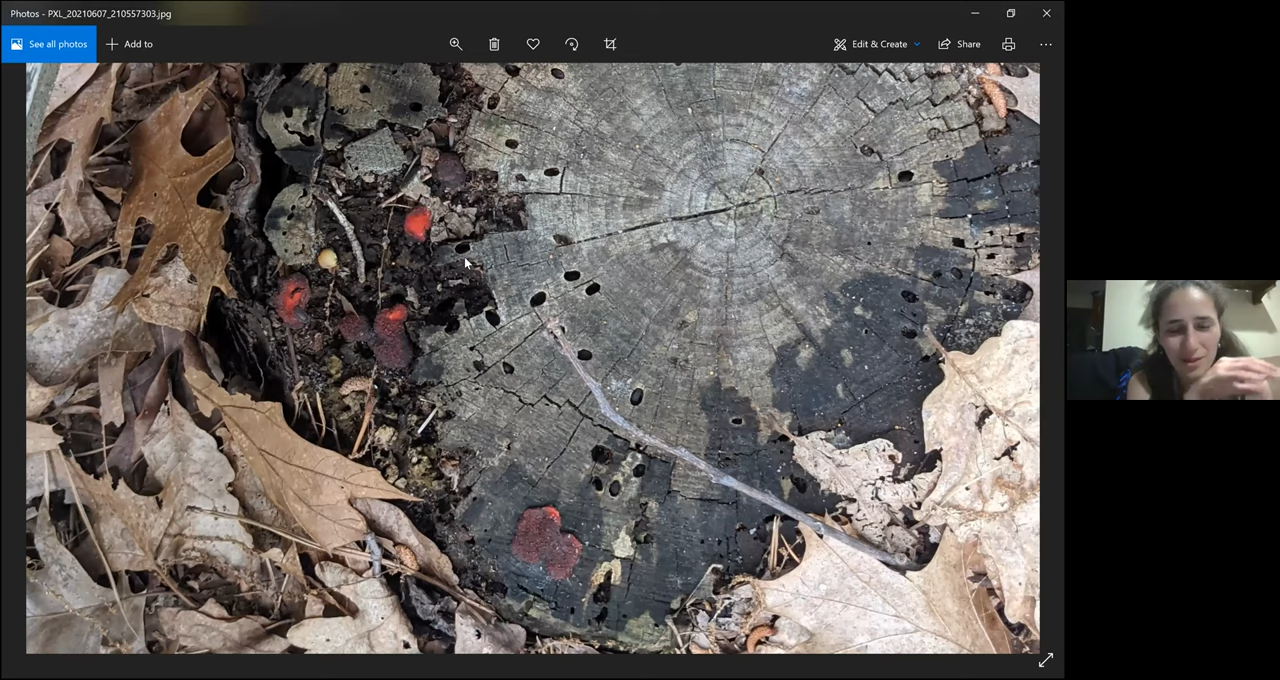 Photos - PXL_20210607_210557303.jpg
See all photos
Add to
Edit & Create
Share